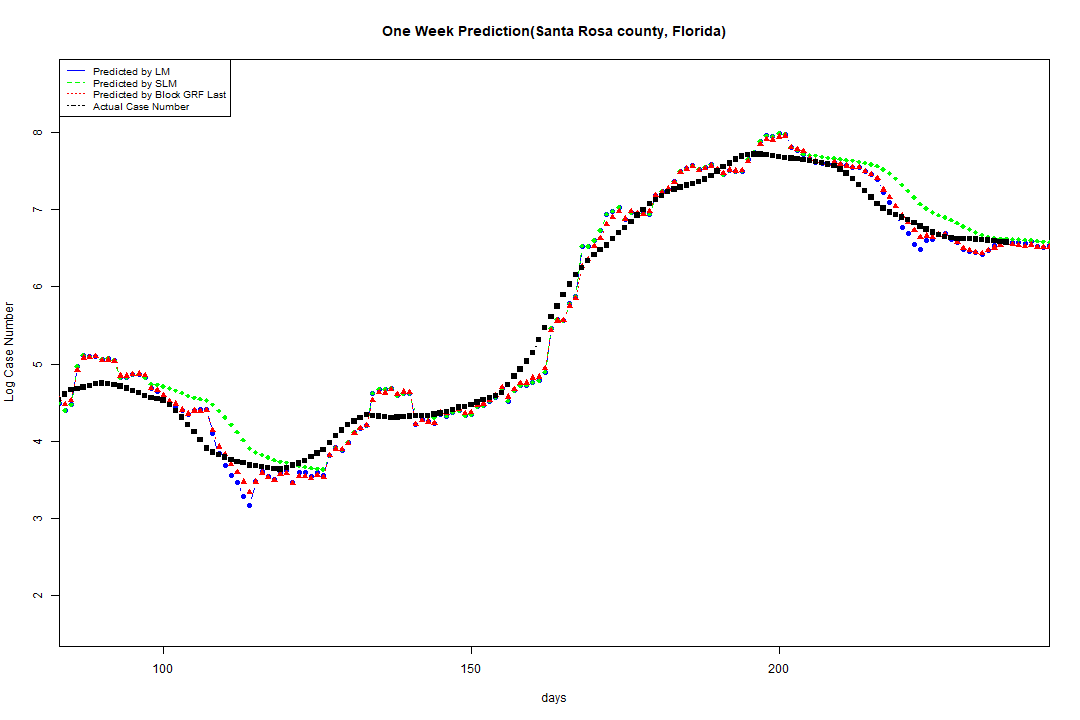 One Week Prediction(Santa Rosa county, Florida)
Predicted by LM
Predicted by SLM
Predicted by Block GRF Last
Actual Case Number
Log Case Number
8
7
6
5
4
3
2
100 150 200
days